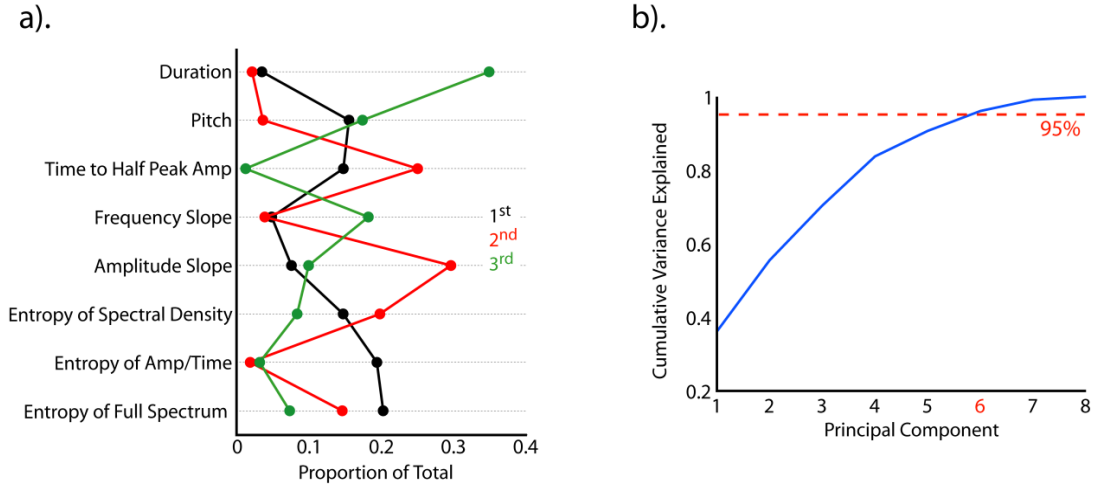 a).
Duration
Pitch
Time to Half Peak Amp
Frequency Slope
Amplitude Slope
Entropy of Spectral Density
Entropy of Amp/Time
Entropy of Full Spectrum
1st
2nd
3rd
0 0.1 0.2 0.3 0.4
Proportion of Total
b).
Cumulative Variance Explained
1
0.8
0.6
0.4
0.2
95%
1 2 3 4 5 6 7 8
Principal Component